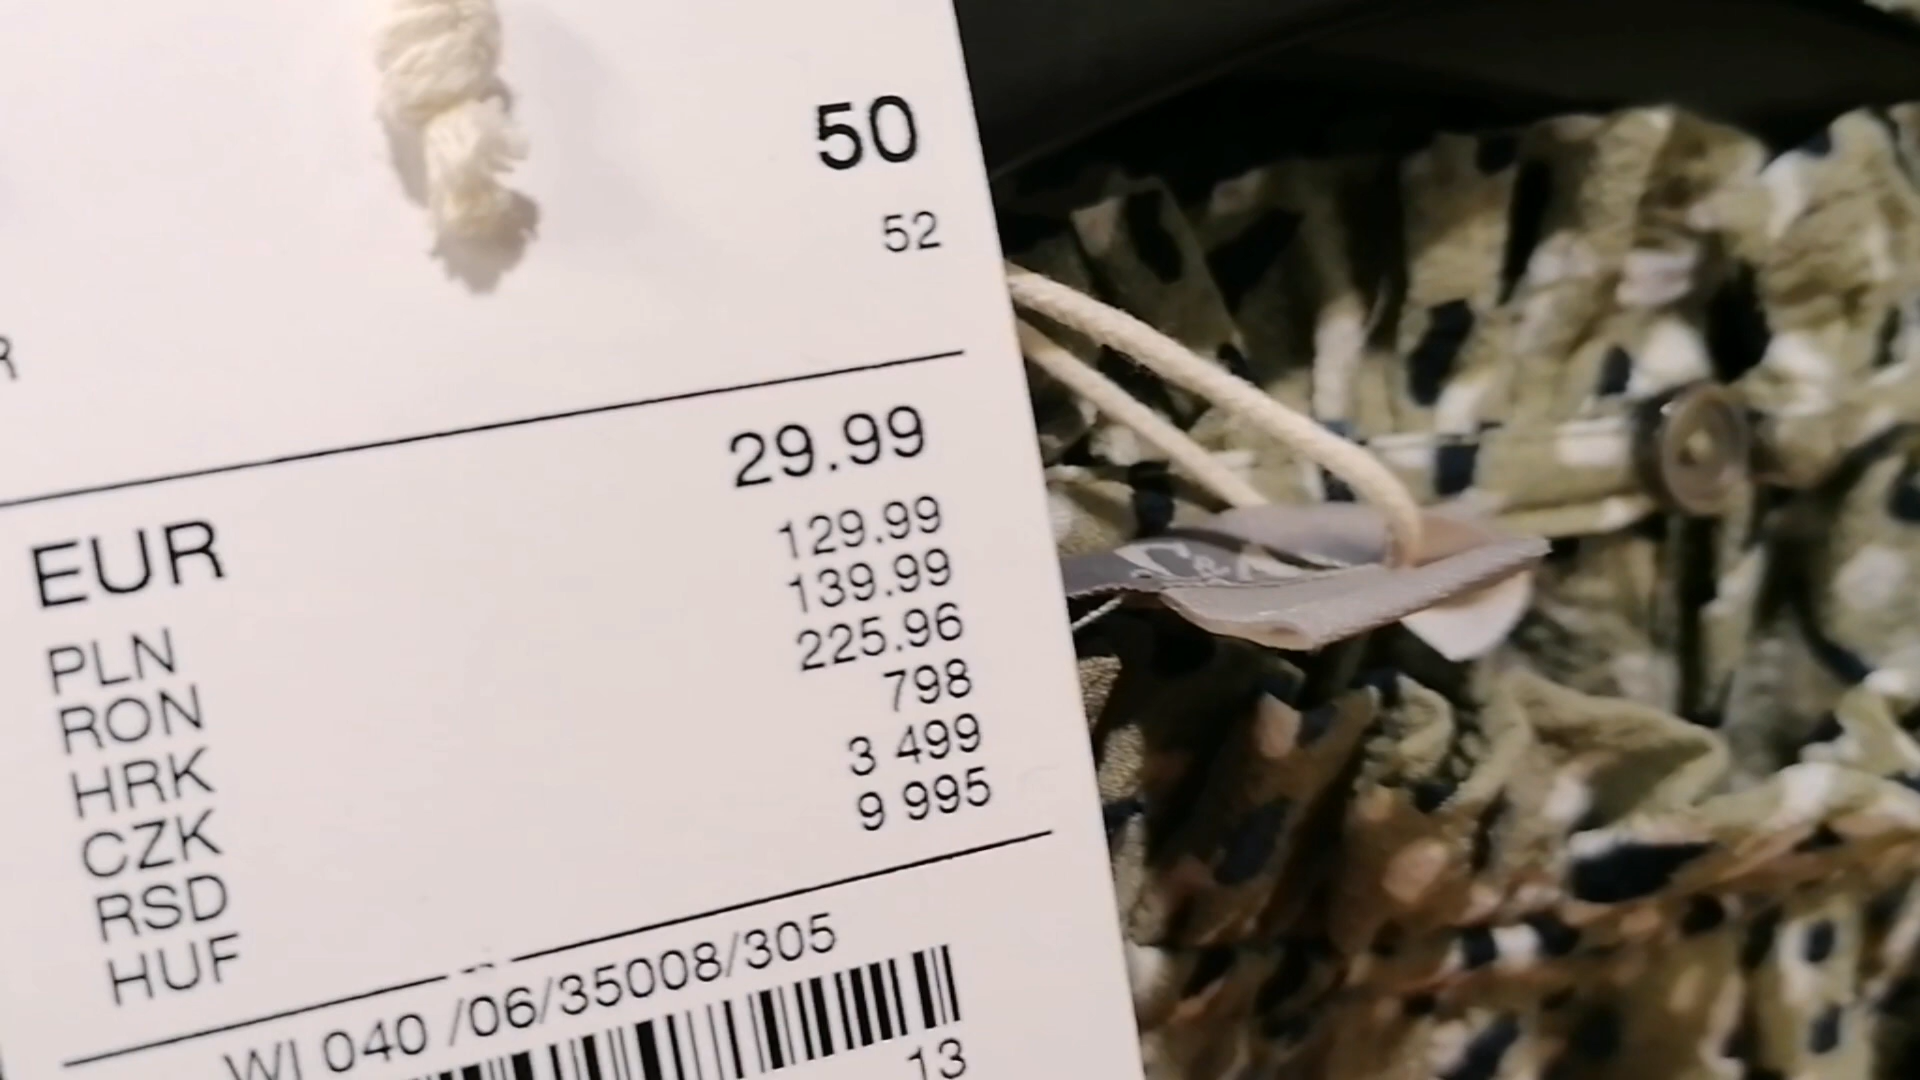 50
52
R
EUR 29.99
PLN 129.99
RON 139.99
HRK 225.96
CZK 798
RSD 3 499
HUF 9 995
WI 040 /06/35008/305
13
C&A